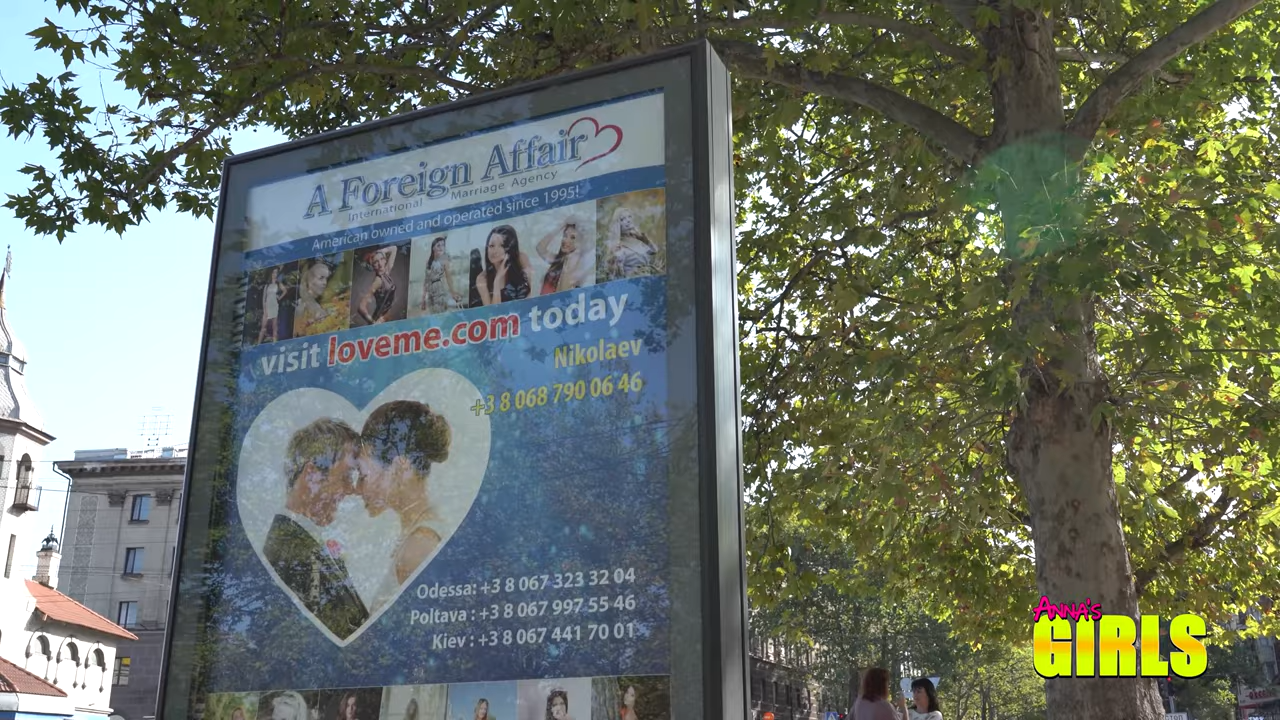 A Foreign Affair
International Marriage Agency
American owned and operated since 1995!
visit loveme.com today
Nikolaev
+3 8 068 790 06 46
Odessa: +3 8 067 323 32 04
Poltava : +3 8 067 997 55 46
Kiev : +3 8 067 441 70 01
ANNA'S
GIRLS